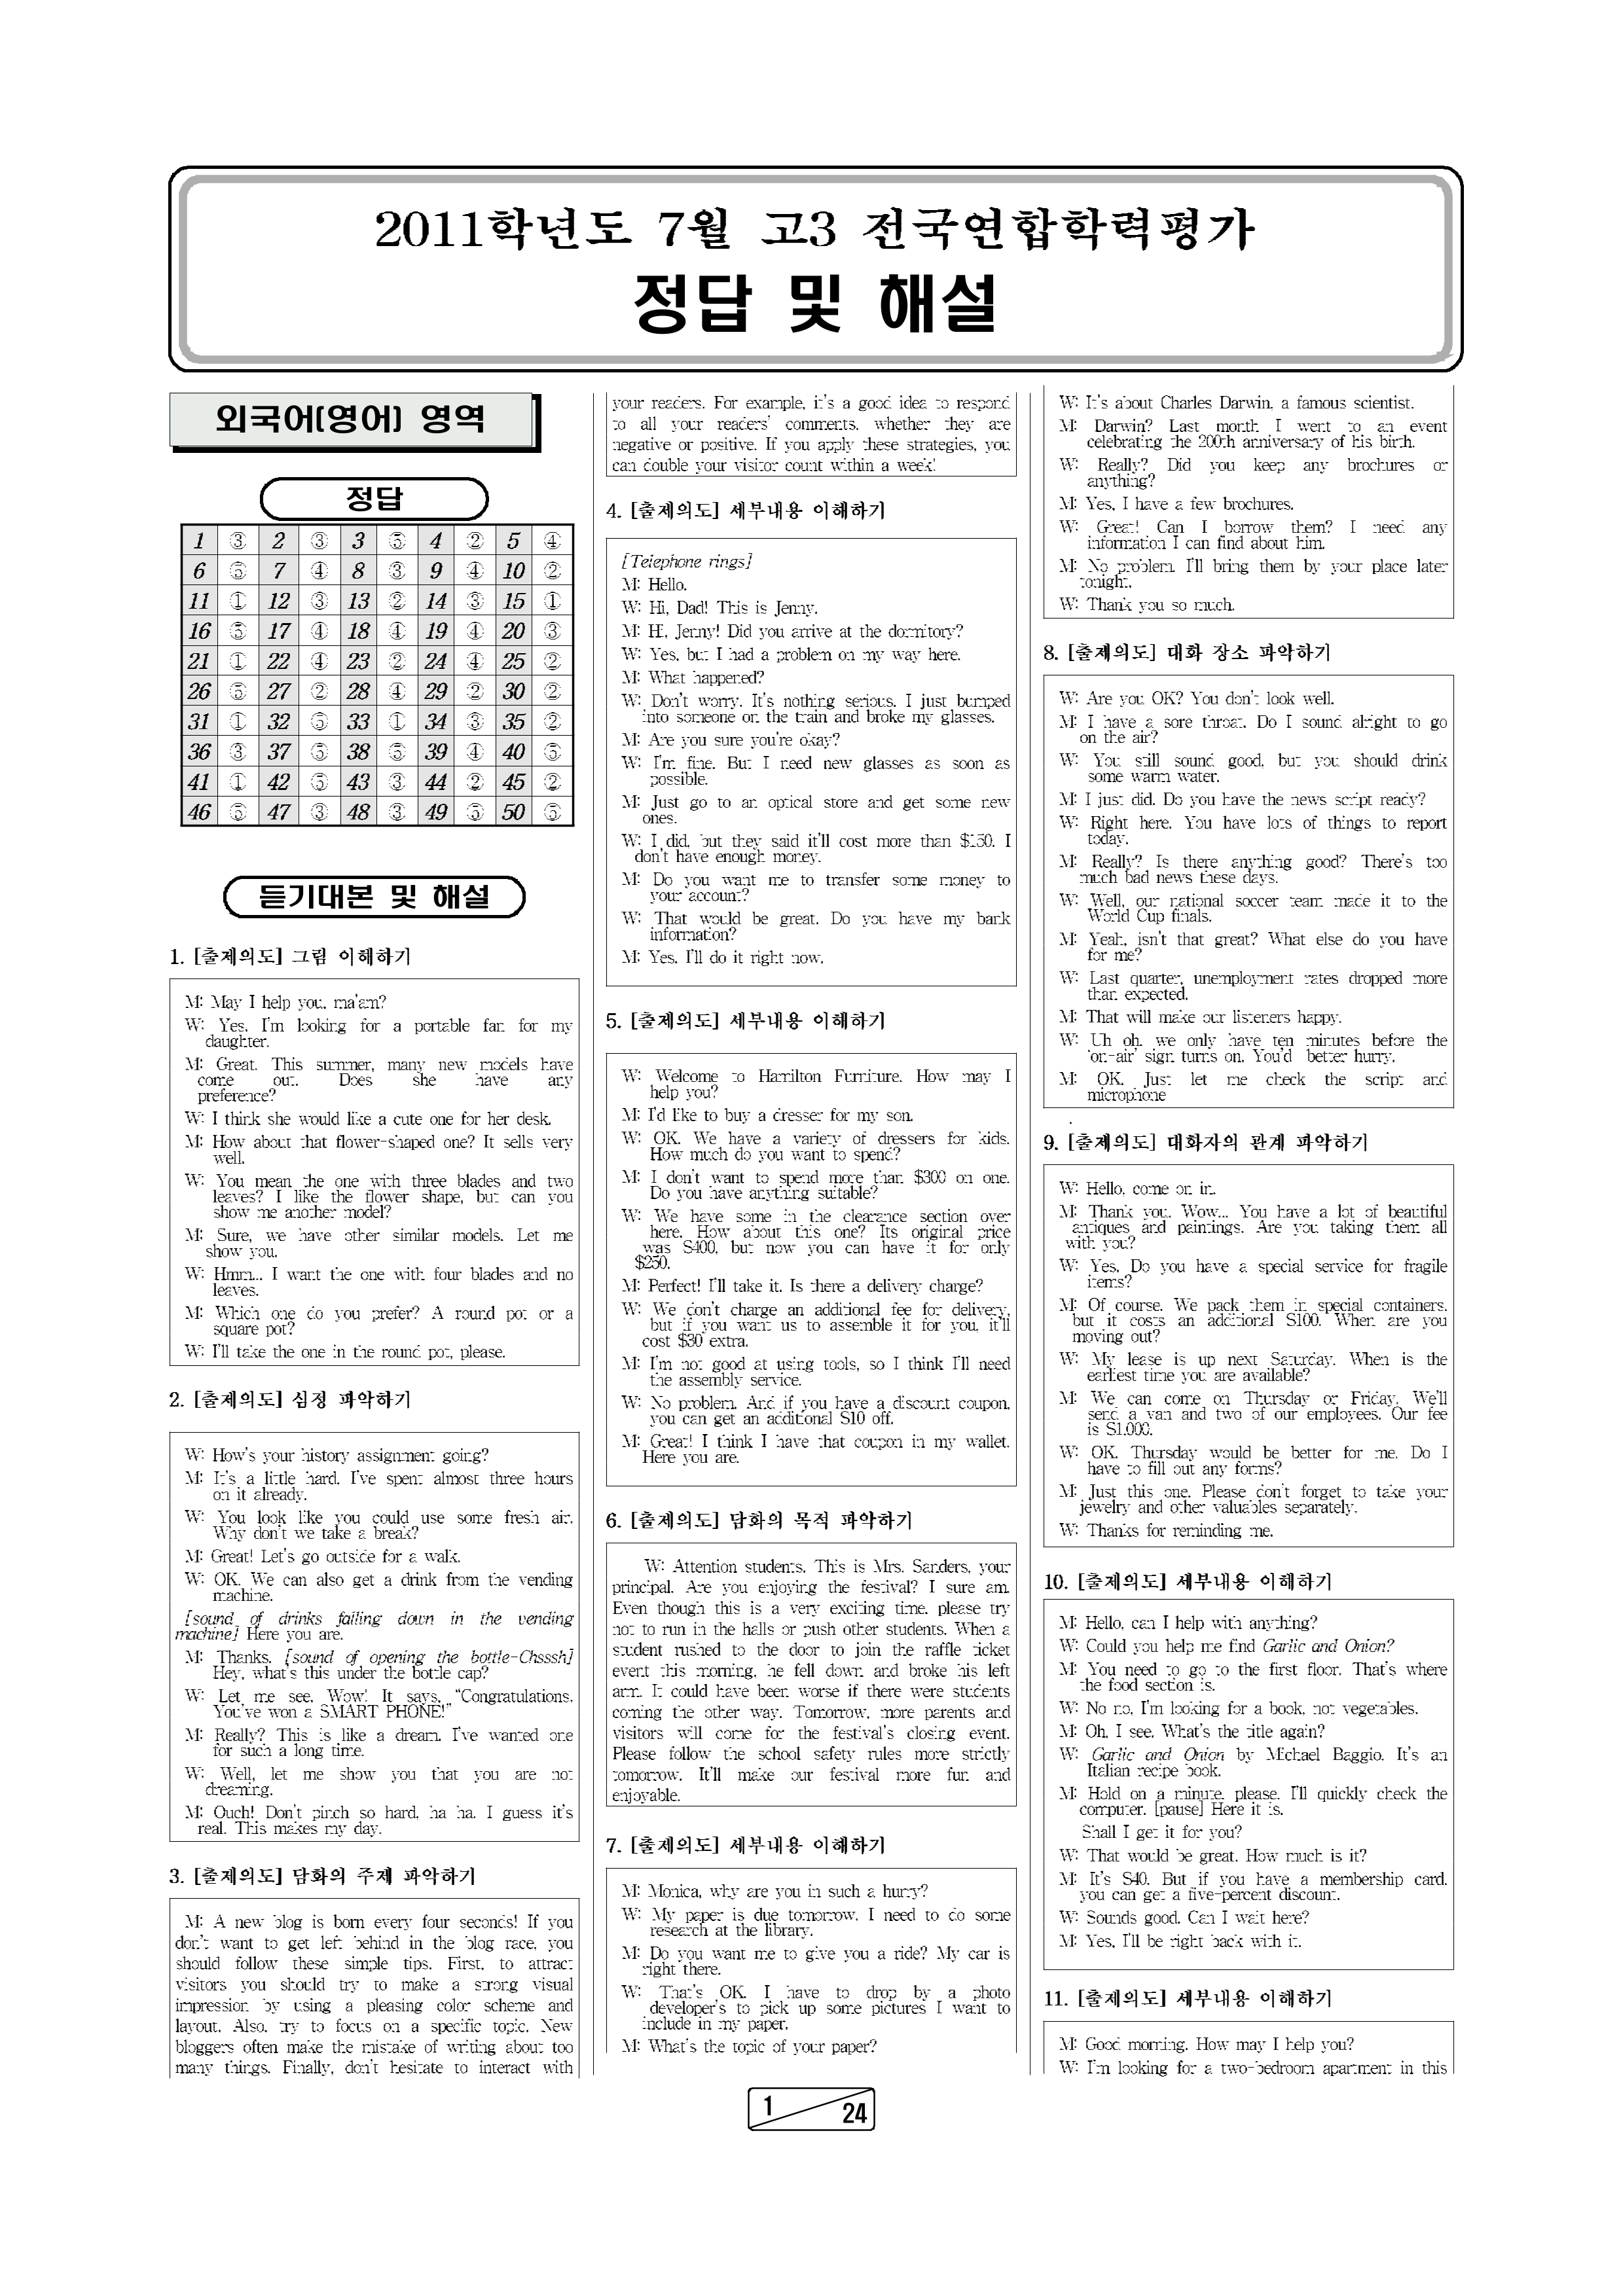 2011학년도 7월 고3 전국연합학력평가
정답 및 해설
외국어(영어) 영역
정답
1 ③ 2 ③ 3 ⑤ 4 ② 5 ④
6 ⑤ 7 ④ 8 ③ 9 ④ 10 ②
11 ① 12 ③ 13 ② 14 ③ 15 ①
16 ⑤ 17 ④ 18 ④ 19 ④ 20 ③
21 ① 22 ④ 23 ② 24 ④ 25 ②
26 ⑤ 27 ② 28 ④ 29 ② 30 ②
31 ① 32 ⑤ 33 ① 34 ③ 35 ②
36 ③ 37 ⑤ 38 ⑤ 39 ④ 40 ⑤
41 ① 42 ⑤ 43 ③ 44 ② 45 ②
46 ⑤ 47 ③ 48 ③ 49 ⑤ 50 ⑤
듣기대본 및 해설
1. [출제의도] 그림 이해하기
M: May I help you, ma'am?
W: Yes, I'm looking for a portable fan for my
daughter.
M: Great. This summer, many new models have
come out. Does she have any
preference?
W: I think she would like a cute one for her desk.
M: How about that flower-shaped one? It sells very
well.
W: You mean the one with three blades and two
leaves? I like the flower shape, but can you
show me another model?
M: Sure, we have other similar models. Let me
show you.
W: Hmm... I want the one with four blades and no
leaves.
M: Which one do you prefer? A round pot or a
square pot?
W: I'll take the one in the round pot, please.
2. [출제의도] 심정 파악하기
W: How's your history assignment going?
M: It's a little hard. I've spent almost three hours
on it already.
W: You look like you could use some fresh air.
Why don't we take a break?
M: Great! Let's go outside for a walk.
W: OK. We can also get a drink from the vending
machine.
[sound of drinks falling down in the vending
machine] Here you are.
M: Thanks. [sound of opening the bottle-Chsssh]
Hey, what's this under the bottle cap?
W: Let me see. Wow! It says, "Congratulations.
You've won a SMART PHONE!"
M: Really? This is like a dream. I've wanted one
for such a long time.
W: Well, let me show you that you are not
dreaming.
M: Ouch! Don't pinch so hard, ha ha. I guess it's
real. This makes my day.
3. [출제의도] 담화의 주제 파악하기
M: A new blog is born every four seconds! If you
don't want to get left behind in the blog race, you
should follow these simple tips. First, to attract
visitors you should try to make a strong visual
impression by using a pleasing color scheme and
layout. Also, try to focus on a specific topic. New
bloggers often make the mistake of writing about too
many things. Finally, don't hesitate to interact with
your readers. For example, it's a good idea to respond
to all your readers' comments, whether they are
negative or positive. If you apply these strategies, you
can double your visitor count within a week!
4. [출제의도] 세부내용 이해하기
[Telephone rings]
M: Hello.
W: Hi, Dad! This is Jenny.
M: Hi, Jenny! Did you arrive at the dormitory?
W: Yes, but I had a problem on my way here.
M: What happened?
W: Don't worry. It's nothing serious. I just bumped
into someone on the train and broke my glasses.
M: Are you sure you're okay?
W: I'm fine. But I need new glasses as soon as
possible.
M: Just go to an optical store and get some new
ones.
W: I did, but they said it'll cost more than $150. I
don't have enough money.
M: Do you want me to transfer some money to
your account?
W: That would be great. Do you have my bank
information?
M: Yes. I'll do it right now.
5. [출제의도] 세부내용 이해하기
W: Welcome to Hamilton Furniture. How may I
help you?
M: I'd like to buy a dresser for my son.
W: OK. We have a variety of dressers for kids.
How much do you want to spend?
M: I don't want to spend more than $300 on one.
Do you have anything suitable?
W: We have some in the clearance section over
here. How about this one? Its original price
was $400, but now you can have it for only
$250.
M: Perfect! I'll take it. Is there a delivery charge?
W: We don't charge an additional fee for delivery,
but if you want us to assemble it for you, it'll
cost $30 extra.
M: I'm not good at using tools, so I think I'll need
the assembly service.
W: No problem. And if you have a discount coupon,
you can get an additional $10 off.
M: Great! I think I have that coupon in my wallet.
Here you are.
6. [출제의도] 담화의 목적 파악하기
W: Attention students. This is Mrs. Sanders, your
principal. Are you enjoying the festival? I sure am.
Even though this is a very exciting time, please try
not to run in the halls or push other students. When a
student rushed to the door to join the raffle ticket
event this morning, he fell down and broke his left
arm. It could have been worse if there were students
coming the other way. Tomorrow, more parents and
visitors will come for the festival's closing event.
Please follow the school safety rules more strictly
tomorrow. It'll make our festival more fun and
enjoyable.
7. [출제의도] 세부내용 이해하기
M: Monica, why are you in such a hurry?
W: My paper is due tomorrow. I need to do some
research at the library.
M: Do you want me to give you a ride? My car is
right there.
W: That's OK. I have to drop by a photo
developer's to pick up some pictures I want to
include in my paper.
M: What's the topic of your paper?
W: It's about Charles Darwin, a famous scientist.
M: Darwin? Last month I went to an event
celebrating the 200th anniversary of his birth.
W: Really? Did you keep any brochures or
anything?
M: Yes, I have a few brochures.
W: Great! Can I borrow them? I need any
information I can find about him.
M: No problem. I'll bring them by your place later
tonight.
W: Thank you so much.
8. [출제의도] 대화 장소 파악하기
W: Are you OK? You don't look well.
M: I have a sore throat. Do I sound alright to go
on the air?
W: You still sound good, but you should drink
some warm water.
M: I just did. Do you have the news script ready?
W: Right here. You have lots of things to report
today.
M: Really? Is there anything good? There's too
much bad news these days.
W: Well, our national soccer team made it to the
World Cup finals.
M: Yeah, isn't that great? What else do you have
for me?
W: Last quarter, unemployment rates dropped more
than expected.
M: That will make our listeners happy.
W: Uh oh, we only have ten minutes before the
'on-air' sign turns on. You'd better hurry.
M: OK. Just let me check the script and
microphone
.
9. [출제의도] 대화자의 관계 파악하기
W: Hello, come on in.
M: Thank you. Wow... You have a lot of beautiful
antiques and paintings. Are you taking them all
with you?
W: Yes. Do you have a special service for fragile
items?
M: Of course. We pack them in special containers,
but it costs an additional $100. When are you
moving out?
W: My lease is up next Saturday. When is the
earliest time you are available?
M: We can come on Thursday or Friday. We'll
send a van and two of our employees. Our fee
is $1,000.
W: OK. Thursday would be better for me. Do I
have to fill out any forms?
M: Just this one. Please don't forget to take your
jewelry and other valuables separately.
W: Thanks for reminding me.
10. [출제의도] 세부내용 이해하기
M: Hello, can I help with anything?
W: Could you help me find Garlic and Onion?
M: You need to go to the first floor. That's where
the food section is.
W: No no, I'm looking for a book, not vegetables.
M: Oh, I see. What's the title again?
W: Garlic and Onion by Michael Baggio. It's an
Italian recipe book.
M: Hold on a minute, please. I'll quickly check the
computer. [pause] Here it is.
Shall I get it for you?
W: That would be great. How much is it?
M: It's $40. But if you have a membership card,
you can get a five-percent discount.
W: Sounds good. Can I wait here?
M: Yes, I'll be right back with it.
11. [출제의도] 세부내용 이해하기
M: Good morning. How may I help you?
W: I'm looking for a two-bedroom apartment in this
1 24